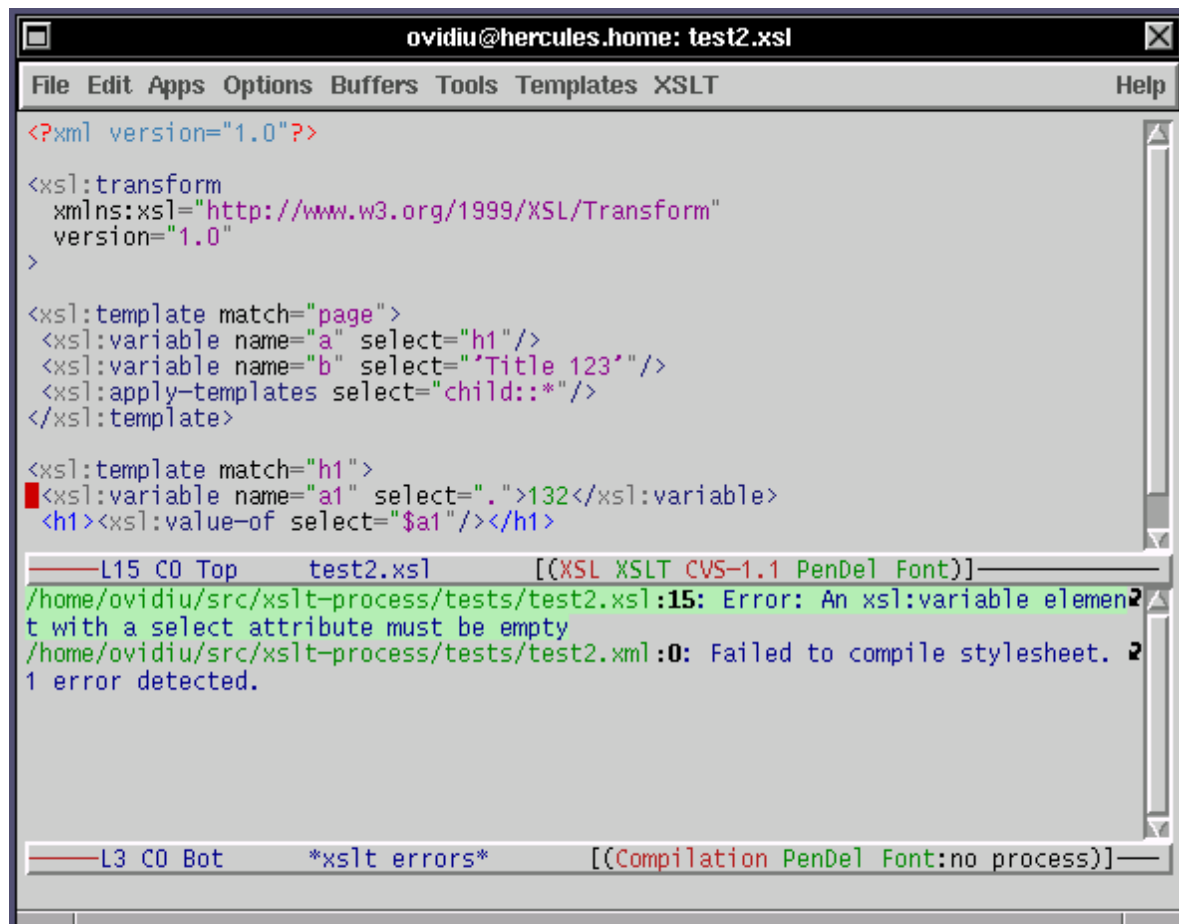 ovidiu@hercules.home: test2.xsl
File Edit Apps Options Buffers Tools Templates XSLT Help
<?xml version="1.0"?>
<xsl:transform
  xmlns:xsl="http://www.w3.org/1999/XSL/Transform"
  version="1.0"
>
<xsl:template match="page">
 <xsl:variable name="a" select="h1"/>
 <xsl:variable name="b" select="'Title 123'"/>
 <xsl:apply-templates select="child::*"/>
</xsl:template>
<xsl:template match="h1">
 <xsl:variable name="a1" select=".">132</xsl:variable>
 <h1><xsl:value-of select="$a1"/></h1>
L15 C0 Top test2.xsl [(XSL XSLT CVS-1.1 PenDel Font)]
/home/ovidiu/src/xslt-process/tests/test2.xsl:15: Error: An xsl:variable elemen
t with a select attribute must be empty
/home/ovidiu/src/xslt-process/tests/test2.xml:0: Failed to compile stylesheet.
1 error detected.
L3 C0 Bot *xslt errors* [(Compilation PenDel Font:no process)]